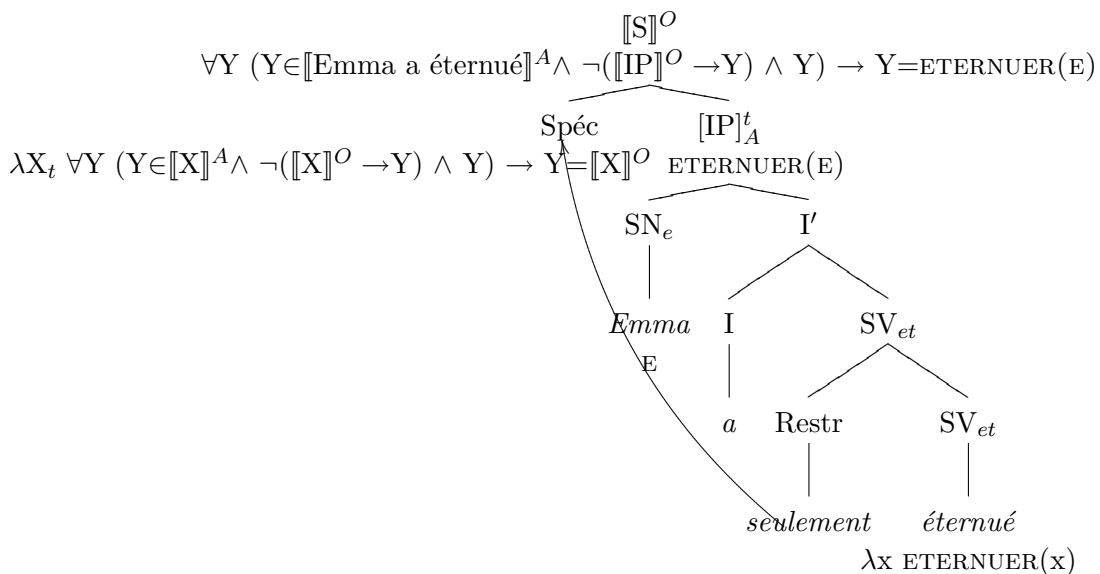 ⟦S⟧^O
∀Y (Y∈⟦Emma a éternué⟧^A∧ ¬(⟦IP⟧^O →Y) ∧ Y) → Y=ETERNUER(E)
Spéc [IP]^t_A
λX_t ∀Y (Y∈⟦X⟧^A∧ ¬(⟦X⟧^O →Y) ∧ Y) → Y=⟦X⟧^O ETERNUER(E)
SN_e I′
Emma I SV_et
E
a Restr SV_et
seulement éternué
λx ETERNUER(x)